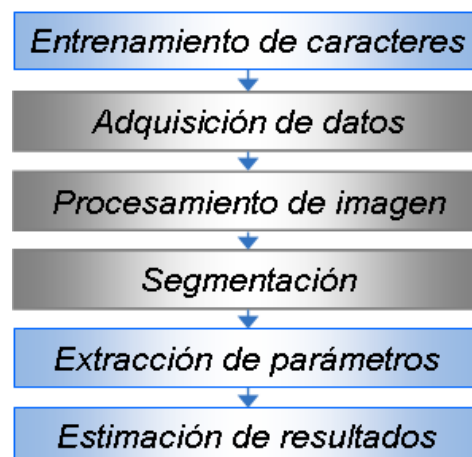 Entrenamiento de caracteres
Adquisición de datos
Procesamiento de imagen
Segmentación
Extracción de parámetros
Estimación de resultados